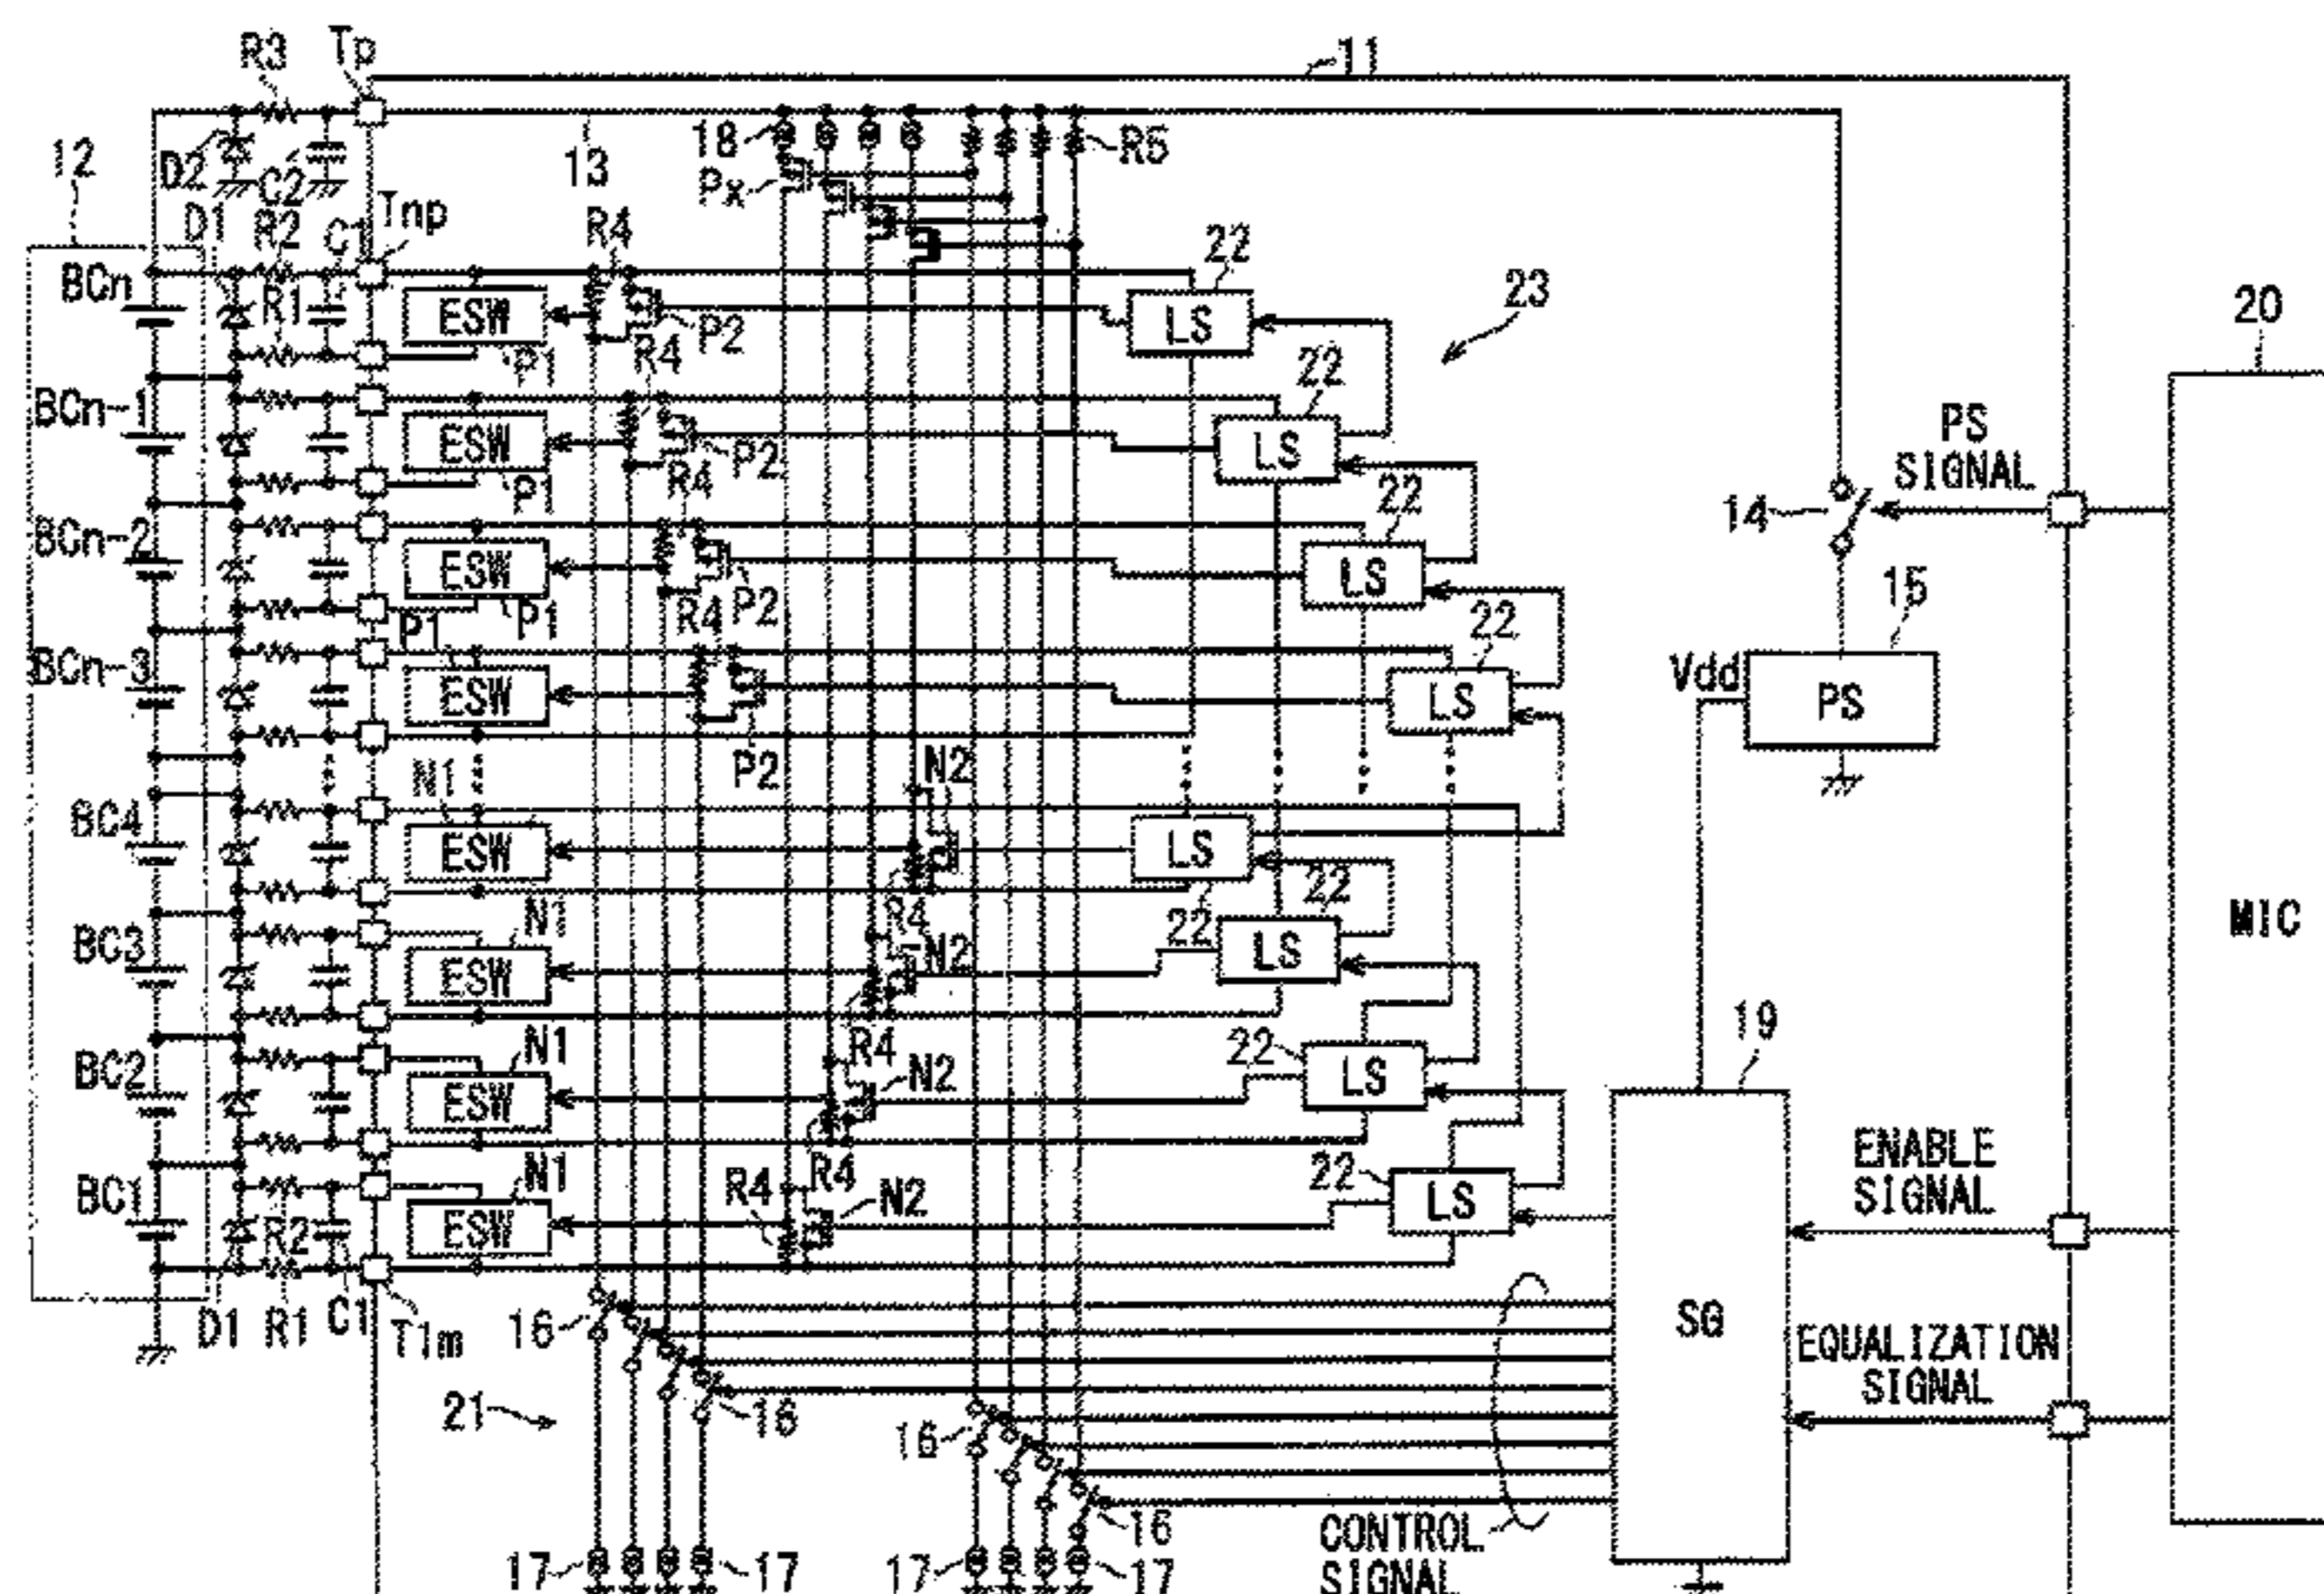 R3
Tp
11
12
D2
C2
13
18
Px
R5
D1
R2
C1
Tnp
R4
22
23
20
BCn
R1
ESW
P1
R4
P2
LS
22
BCn-1
ESW
P1
R4
P2
LS
PS
SIGNAL
14
22
BCn-2
ESW
P1
P1
R4
P2
LS
15
22
BCn-3
ESW
P2
LS
Vdd
PS
N1
N2
BC4
ESW
LS
22
R4
22
N1
BC3
ESW
N2
22
LS
MIC
R4
19
N1
BC2
ESW
N2
22
LS
ENABLE
SIGNAL
N1
BC1
ESW
R4
R4
N2
22
LS
R2
D1
R1
C1
T1m
16
SG
EQUALIZATION
SIGNAL
21
16
16
16
CONTROL
SIGNAL
17
17
17
17